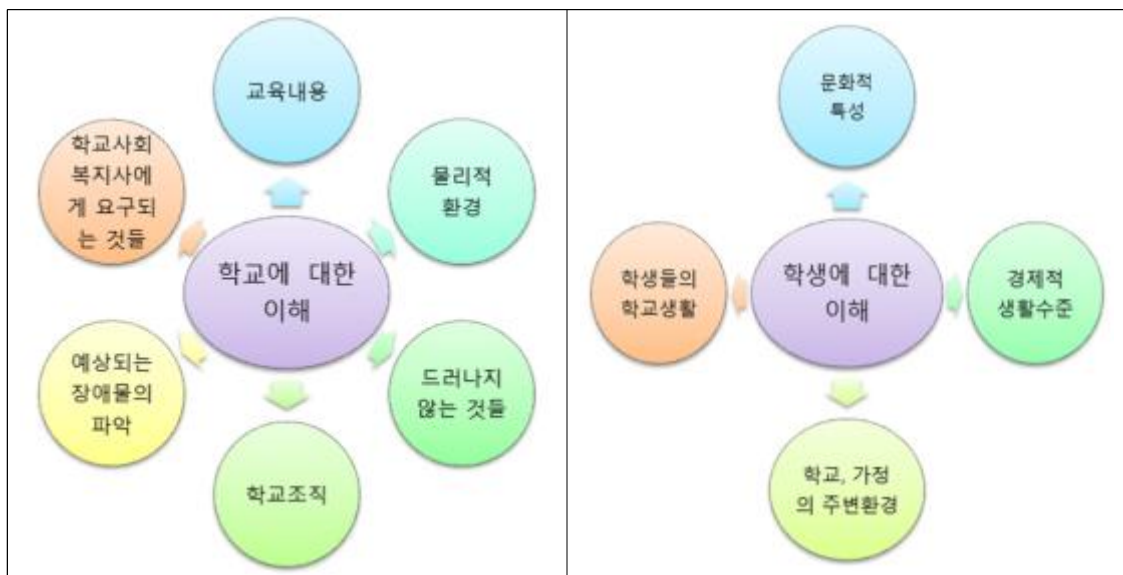 교육내용
학교사회
복지사에
게 요구되
는 것들
물리적
환경
학교에 대한
이해
예상되는
장애물의
파악
드러나지
않는 것들
학교조직
문화적
특성
학생들의
학교생활
학생에 대한
이해
경제적
생활수준
학교, 가정
의 주변환경